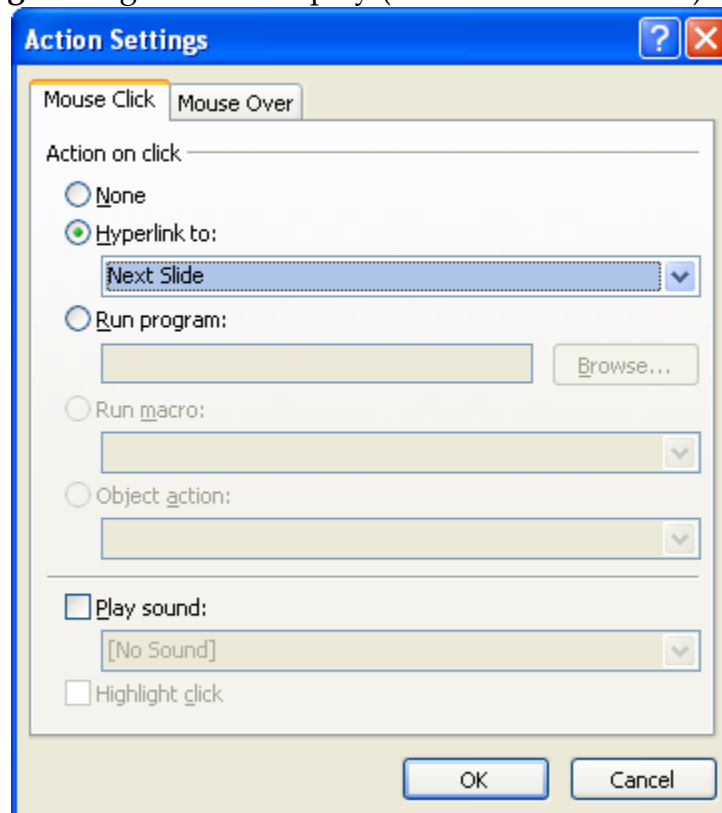 Action Settings
Mouse Click Mouse Over
Action on click
None
Hyperlink to:
Next Slide
Run program:
Browse...
Run macro:
Object action:
Play sound:
[No Sound]
Highlight click
OK Cancel